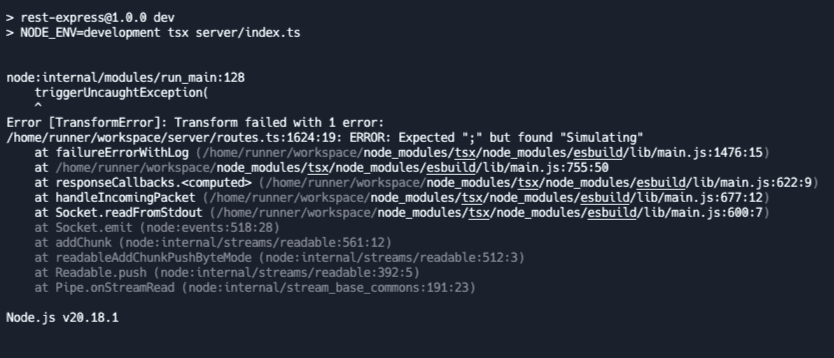 > rest-express@1.0.0 dev
> NODE_ENV=development tsx server/index.ts
node:internal/modules/run_main:128
    triggerUncaughtException(
    ^
Error [TransformError]: Transform failed with 1 error:
/home/runner/workspace/server/routes.ts:1624:19: ERROR: Expected ";" but found "Simulating"
    at failureErrorWithLog (/home/runner/workspace/node_modules/tsx/node_modules/esbuild/lib/main.js:1476:15)
    at /home/runner/workspace/node_modules/tsx/node_modules/esbuild/lib/main.js:755:50
    at responseCallbacks.<computed> (/home/runner/workspace/node_modules/tsx/node_modules/esbuild/lib/main.js:622:9)
    at handleIncomingPacket (/home/runner/workspace/node_modules/tsx/node_modules/esbuild/lib/main.js:677:12)
    at Socket.readFromStdout (/home/runner/workspace/node_modules/tsx/node_modules/esbuild/lib/main.js:600:7)
    at Socket.emit (node:events:518:28)
    at addChunk (node:internal/streams/readable:561:12)
    at readableAddChunkPushByteMode (node:internal/streams/readable:512:3)
    at Readable.push (node:internal/streams/readable:392:5)
    at Pipe.onStreamRead (node:internal/stream_base_commons:191:23)
Node.js v20.18.1